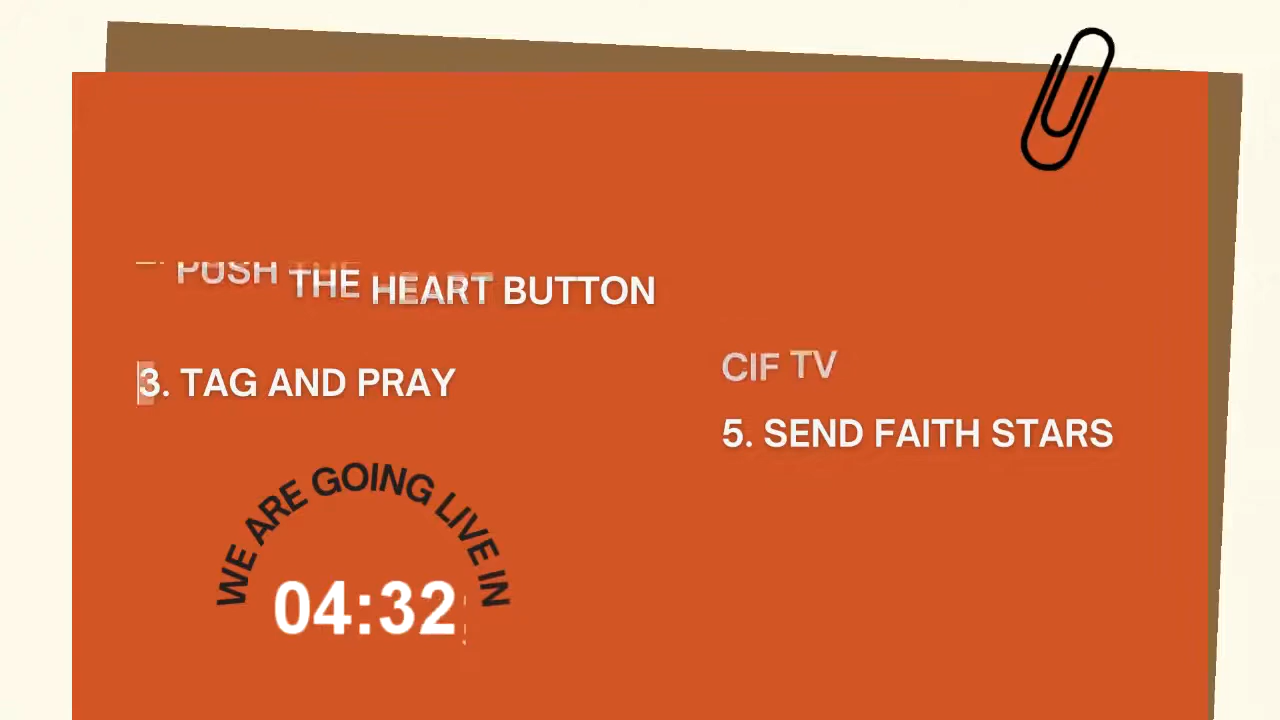 PUSH THE HEART BUTTON
3. TAG AND PRAY
CIF TV
5. SEND FAITH STARS
WE ARE GOING LIVE IN
04:32